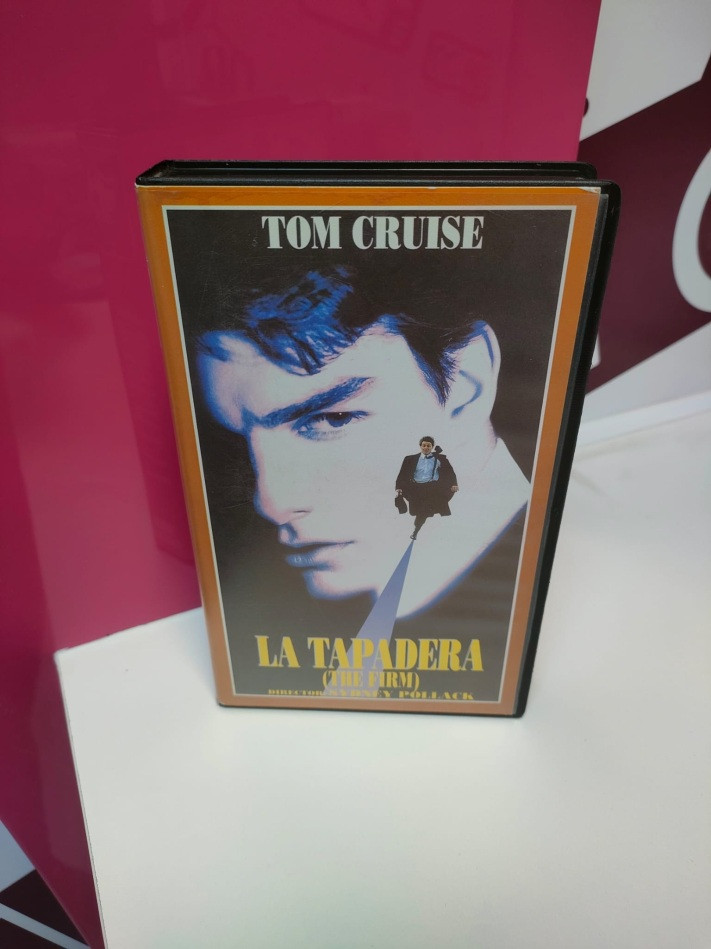 TOM CRUISE
LA TAPADERA
(THE FIRM)
DIRECTOR: SYDNEY POLLACK